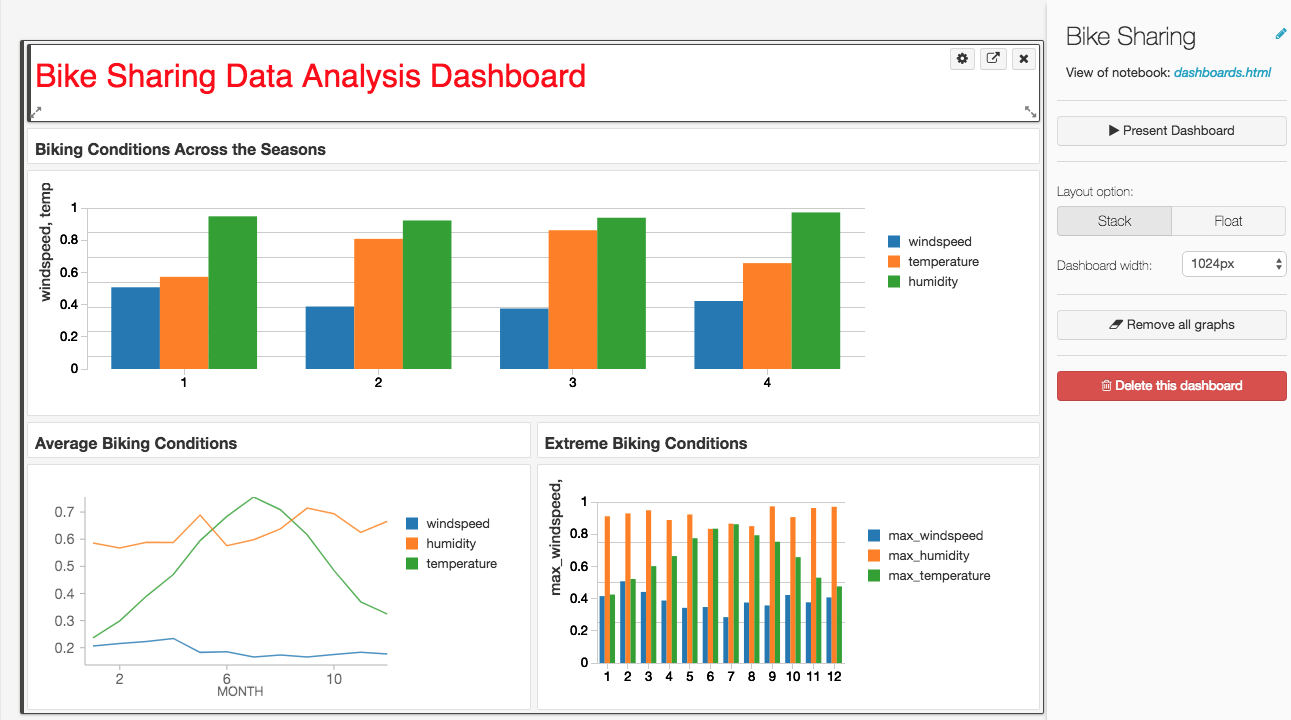 Bike Sharing Data Analysis Dashboard
Biking Conditions Across the Seasons
windspeed, temp
1
0.8
0.6
0.4
0.2
0
1 2 3 4
windspeed
temperature
humidity
Average Biking Conditions
0.7
0.6
0.5
0.4
0.3
0.2
2 6 10
MONTH
windspeed
humidity
temperature
Extreme Biking Conditions
max_windspeed,
1
0.8
0.6
0.4
0.2
0
1 2 3 4 5 6 7 8 9 10 11 12
max_windspeed
max_humidity
max_temperature
Bike Sharing
View of notebook: dashboards.html
Present Dashboard
Layout option:
Stack Float
Dashboard width: 1024px
Remove all graphs
Delete this dashboard